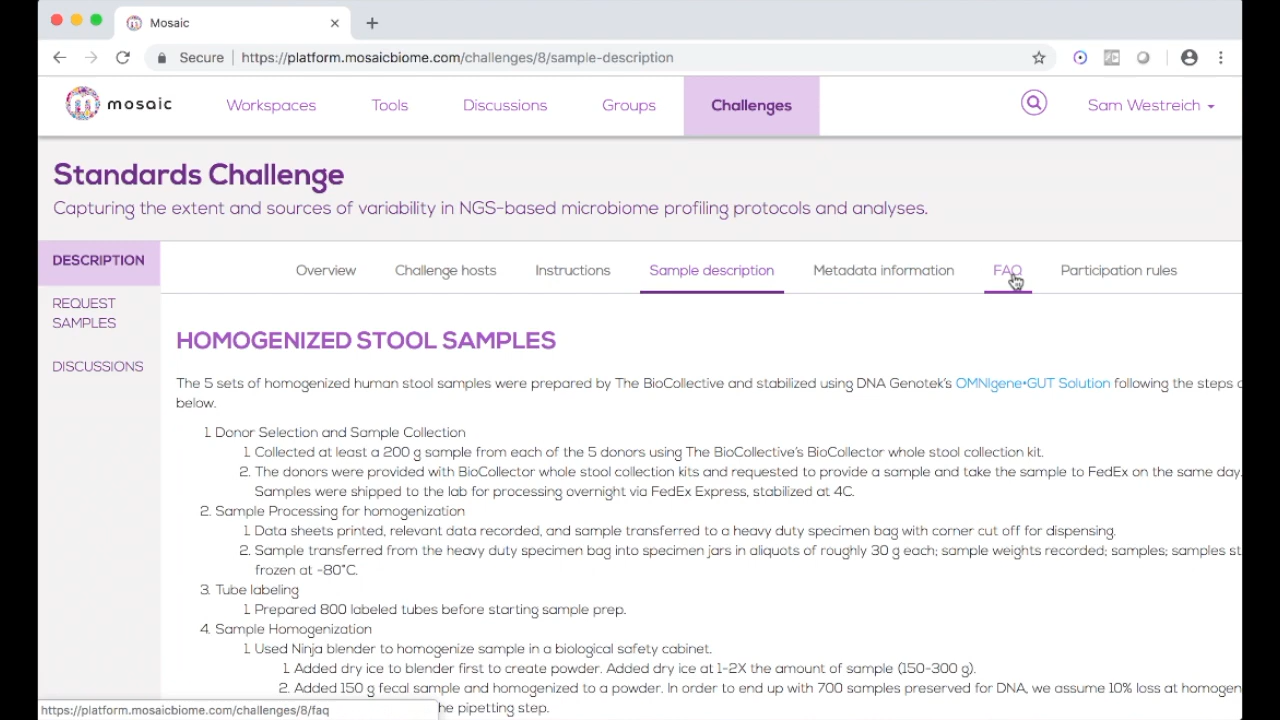 Mosaic
Secure https://platform.mosaicbiome.com/challenges/8/sample-description
mosaic Workspaces Tools Discussions Groups Challenges Sam Westreich
Standards Challenge
Capturing the extent and sources of variability in NGS-based microbiome profiling protocols and analyses.
DESCRIPTION
REQUEST
SAMPLES
DISCUSSIONS
Overview Challenge hosts Instructions Sample description Metadata information FAQ Participation rules
HOMOGENIZED STOOL SAMPLES
The 5 sets of homogenized human stool samples were prepared by The BioCollective and stabilized using DNA Genotek's OMNIgene•GUT Solution following the steps
below.
1. Donor Selection and Sample Collection
1. Collected at least a 200 g sample from each of the 5 donors using The BioCollective's BioCollector whole stool collection kit.
2. The donors were provided with BioCollector whole stool collection kits and requested to provide a sample and take the sample to FedEx on the same day.
Samples were shipped to the lab for processing overnight via FedEx Express, stabilized at 4C.
2. Sample Processing for homogenization
1. Data sheets printed, relevant data recorded, and sample transferred to a heavy duty specimen bag with corner cut off for dispensing.
2. Sample transferred from the heavy duty specimen bag into specimen jars in aliquots of roughly 30 g each; sample weights recorded; samples; samples st
frozen at -80°C.
3. Tube labeling
1. Prepared 800 labeled tubes before starting sample prep.
4. Sample Homogenization
1. Used Ninja blender to homogenize sample in a biological safety cabinet.
1. Added dry ice to blender first to create powder. Added dry ice at 1-2X the amount of sample (150-300 g).
2. Added 150 g fecal sample and homogenized to a powder. In order to end up with 700 samples preserved for DNA, we assume 10% loss at homogen
he pipetting step.
https://platform.mosaicbiome.com/challenges/8/faq